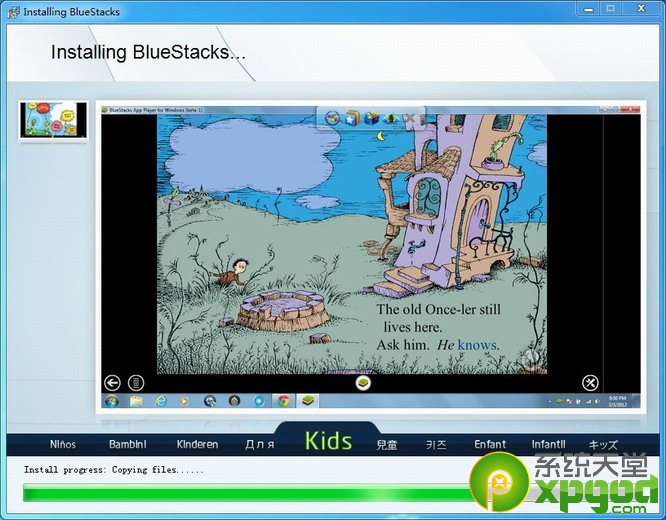 Installing BlueStacks
Installing BlueStacks...
BlueStacks App Player for Windows (beta-1)
The old Once-ler still
lives here.
Ask him. He knows.
9:50 PM
5/3/2012
Niños Bambini Kinderen Для Kids 兒童 키즈 Enfant Infantil キッズ
Install progress: Copying files......
系统天堂
xpgod
.com